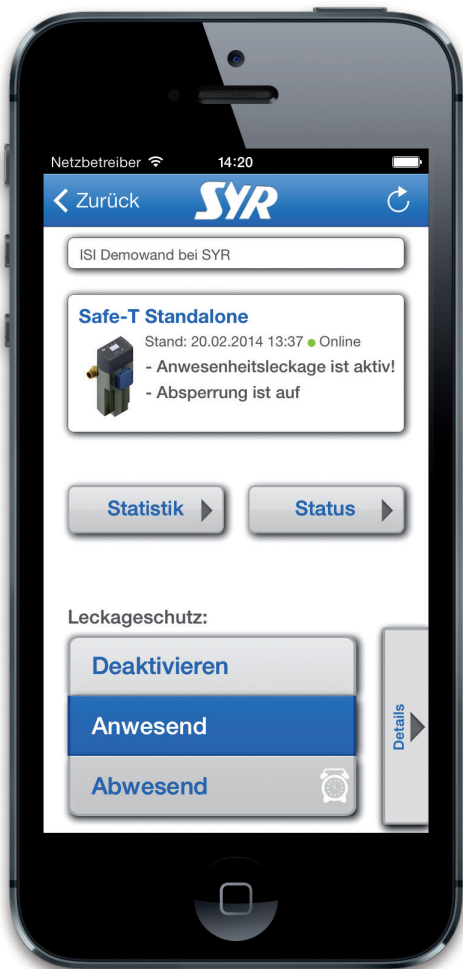 Netzbetreiber 14:20
Zurück SYR
ISI Demowand bei SYR
Safe-T Standalone
Stand: 20.02.2014 13:37 ● Online
- Anwesenheitsleckage ist aktiv!
- Absperrung ist auf
Statistik Status
Leckageschutz:
Deaktivieren
Anwesend
Abwesend
Details